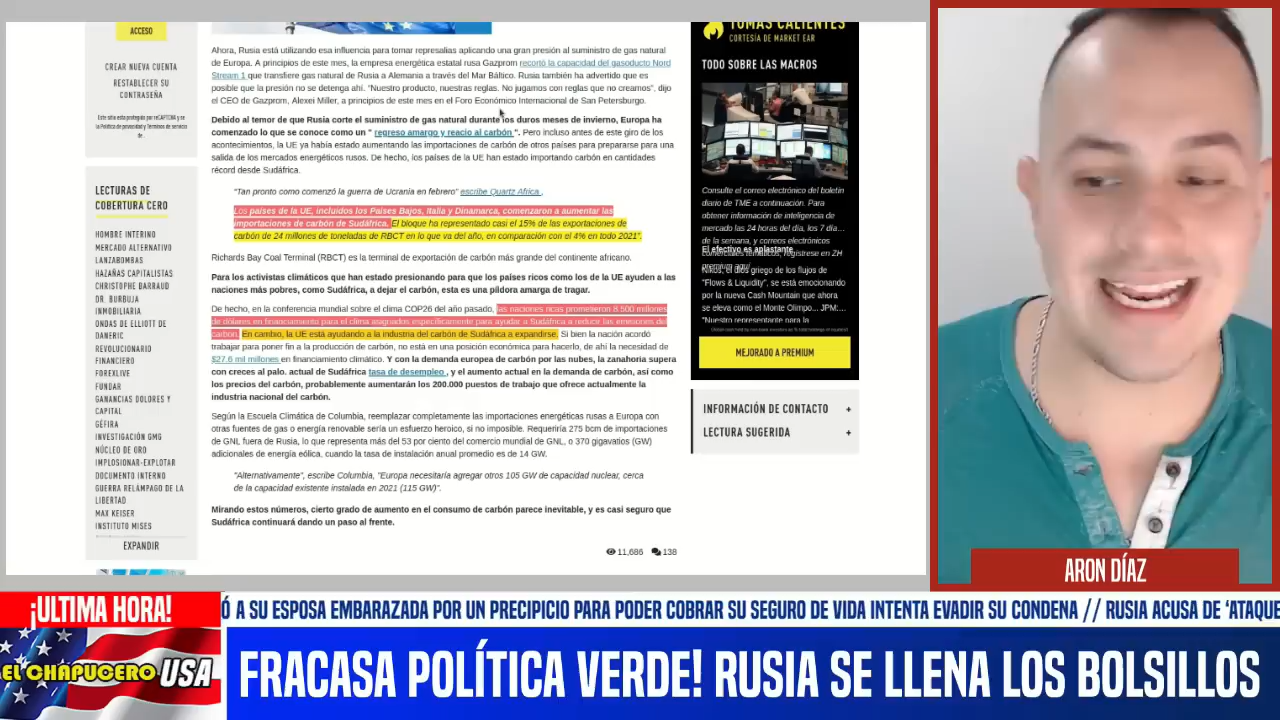 ACCESO
CREAR NUEVA CUENTA
RESTABLECER SU
CONTRASEÑA
Este sitio está protegido por reCAPTCHA y se
la Política de privacidad y Términos de servicio
de .
LECTURAS DE
COBERTURA CERO
HOMBRE INTERINO
MERCADO ALTERNATIVO
LANZABOMBAS
HAZAÑAS CAPITALISTAS
CHRISTOPHE BARRAUD
DR. BURBUJA
INMOBILIARIA
ONDAS DE ELLIOTT DE
DANERIC
REVOLUCIONARIO
FINANCIERO
FOREXLIVE
FUNDAR
GANANCIAS DOLORES Y
CAPITAL
GÉFIRA
INVESTIGACIÓN GMG
NÚCLEO DE ORO
IMPLOSIONAR-EXPLOTAR
DOCUMENTO INTERNO
GUERRA RELÁMPAGO DE LA
LIBERTAD
MAX KEISER
INSTITUTO MISES
EXPANDIR
Ahora, Rusia está utilizando esa influencia para tomar represalias aplicando una gran presión al suministro de gas natural
de Europa. A principios de este mes, la empresa energética estatal rusa Gazprom recortó la capacidad del gasoducto Nord
Stream 1 que transfiere gas natural de Rusia a Alemania a través del Mar Báltico. Rusia también ha advertido que es
posible que la presión no se detenga ahí. "Nuestro producto, nuestras reglas. No jugamos con reglas que no creamos", dijo
el CEO de Gazprom, Alexei Miller, a principios de este mes en el Foro Económico Internacional de San Petersburgo.
Debido al temor de que Rusia corte el suministro de gas natural durante los duros meses de invierno, Europa ha
comenzado lo que se conoce como un " regreso amargo y reacio al carbón ". Pero incluso antes de este giro de los
acontecimientos, la UE ya había estado aumentando las importaciones de carbón de otros países para prepararse para una
salida de los mercados energéticos rusos. De hecho, los países de la UE han estado importando carbón en cantidades
récord desde Sudáfrica.
"Tan pronto como comenzó la guerra de Ucrania en febrero" escribe Quartz Africa .
Los países de la UE, incluidos los Países Bajos, Italia y Dinamarca, comenzaron a aumentar las
importaciones de carbón de Sudáfrica. El bloque ha representado casi el 15% de las exportaciones de
carbón de 24 millones de toneladas de RBCT en lo que va del año, en comparación con el 4% en todo 2021".
Richards Bay Coal Terminal (RBCT) es la terminal de exportación de carbón más grande del continente africano.
Para los activistas climáticos que han estado presionando para que los países ricos como los de la UE ayuden a las
naciones más pobres, como Sudáfrica, a dejar el carbón, esta es una píldora amarga de tragar.
De hecho, en la conferencia mundial sobre el clima COP26 del año pasado, las naciones ricas prometieron 8.500 millones
de dólares en financiamiento para el clima asignados específicamente para ayudar a Sudáfrica a reducir las emisiones de
carbón. En cambio, la UE está ayudando a la industria del carbón de Sudáfrica a expandirse. Si bien la nación acordó
trabajar para poner fin a la producción de carbón, no está en una posición económica para hacerlo, de ahí la necesidad de
$27.6 mil millones en financiamiento climático. Y con la demanda europea de carbón por las nubes, la zanahoria supera
con creces al palo. actual de Sudáfrica tasa de desempleo , y el aumento actual en la demanda de carbón, así como
los precios del carbón, probablemente aumentarán los 200.000 puestos de trabajo que ofrece actualmente la
industria nacional del carbón.
Según la Escuela Climática de Columbia, reemplazar completamente las importaciones energéticas rusas a Europa con
otras fuentes de gas o energía renovable sería un esfuerzo heroico, si no imposible. Requeriría 275 bcm de importaciones
de GNL fuera de Rusia, lo que representa más del 53 por ciento del comercio mundial de GNL, o 370 gigavatios (GW)
adicionales de energía eólica, cuando la tasa de instalación anual promedio es de 14 GW.
"Alternativamente", escribe Columbia, "Europa necesitaría agregar otros 105 GW de capacidad nuclear, cerca
de la capacidad existente instalada en 2021 (115 GW)".
Mirando estos números, cierto grado de aumento en el consumo de carbón parece inevitable, y es casi seguro que
Sudáfrica continuará dando un paso al frente.
11,686 138
TOMAS CALIENTES
CORTESÍA DE MARKET EAR
TODO SOBRE LAS MACROS
Consulte el correo electrónico del boletín
diario de TME a continuación. Para
obtener información de inteligencia de
mercado las 24 horas del día, los 7 día...
de la semana, y correos electrónicos
El efectivo es aplastante
comerciales temáticos, regístrese en ZH
premium aquí
Nikos, el dios griego de los flujos de
"Flows & Liqudity", se está emocionando
por la nueva Cash Mountain que ahora
se eleva como el Monte Olimpo... JPM:...
"Nuestro representante para la
MEJORADO A PREMIUM
INFORMACIÓN DE CONTACTO +
LECTURA SUGERIDA +
ARON DÍAZ
¡ULTIMA HORA!
Ó A SU ESPOSA EMBARAZADA POR UN PRECIPICIO PARA PODER COBRAR SU SEGURO DE VIDA INTENTA EVADIR SU CONDENA // RUSIA ACUSA DE 'ATAQUE
EL CHAPUCERO USA
FRACASA POLÍTICA VERDE! RUSIA SE LLENA LOS BOLSILLOS